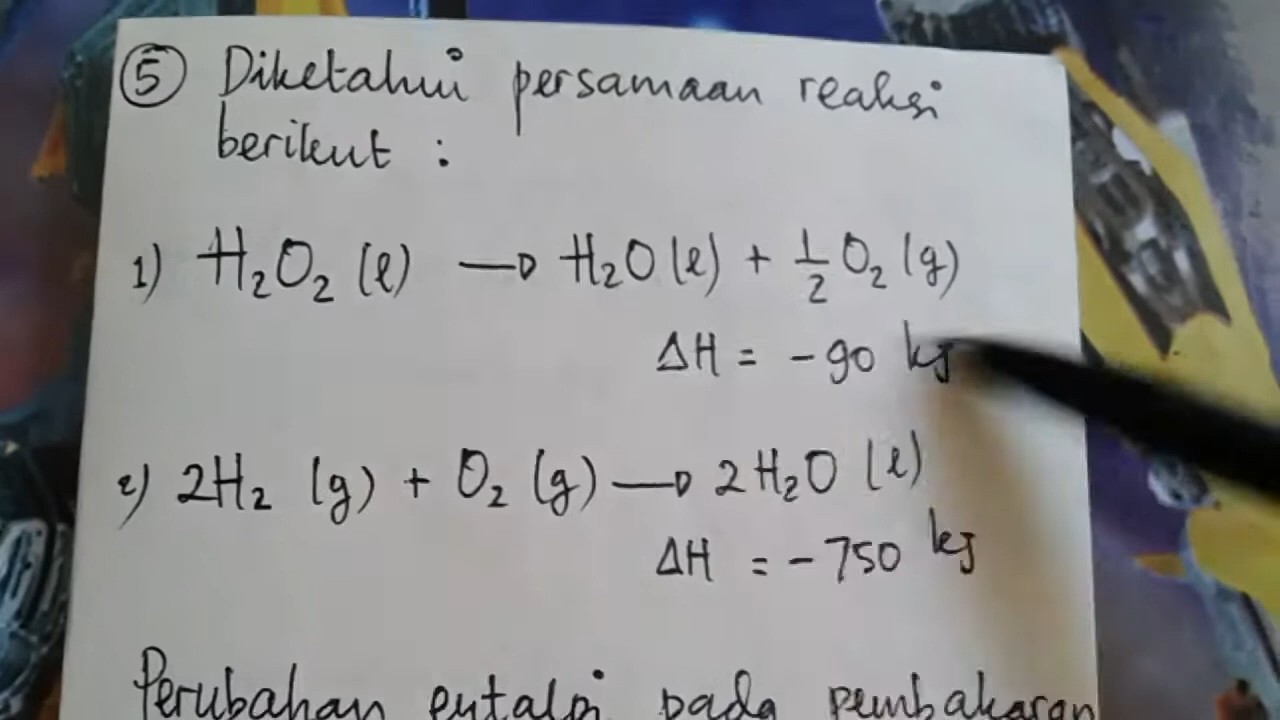 5 Diketahui persamaan reaksi
berikut :
1) H₂O₂ (l) → H₂O (l) + 1/2 O₂ (g)
ΔH = -90 kJ
2) 2H₂ (g) + O₂ (g) → 2H₂O (l)
ΔH = -750 kJ
Perubahan entalpi pada pembakaran